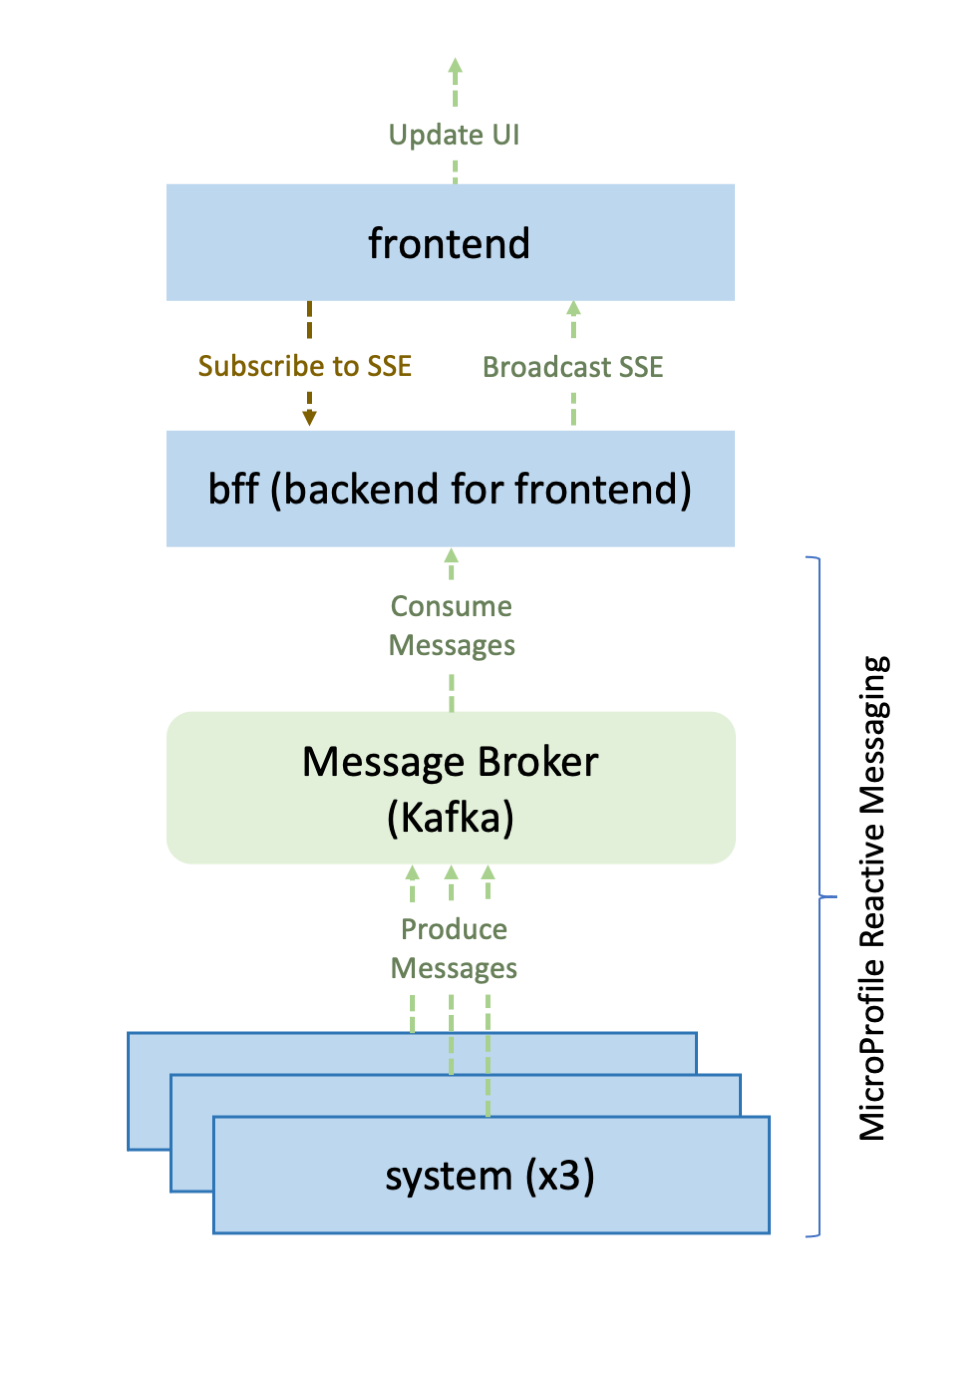 Update UI
frontend
Subscribe to SSE
Broadcast SSE
bff (backend for frontend)
Consume
Messages
Message Broker
(Kafka)
Produce
Messages
system (x3)
MicroProfile Reactive Messaging